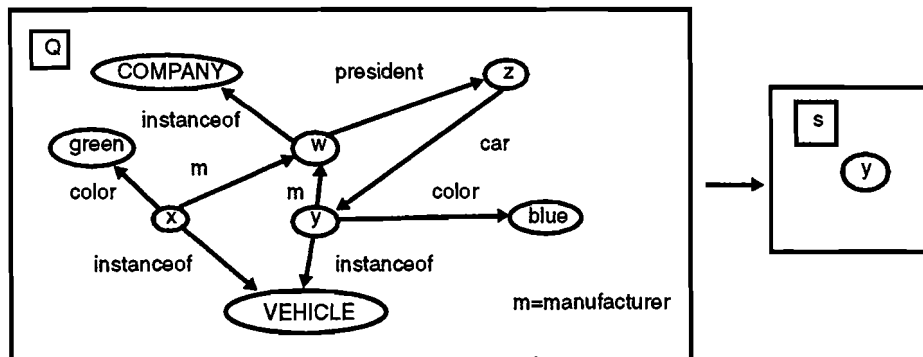 Q
COMPANY
president
z
instanceof
s
green
w
car
m
y
color
m
color
x
y
blue
instanceof
instanceof
VEHICLE
m=manufacturer